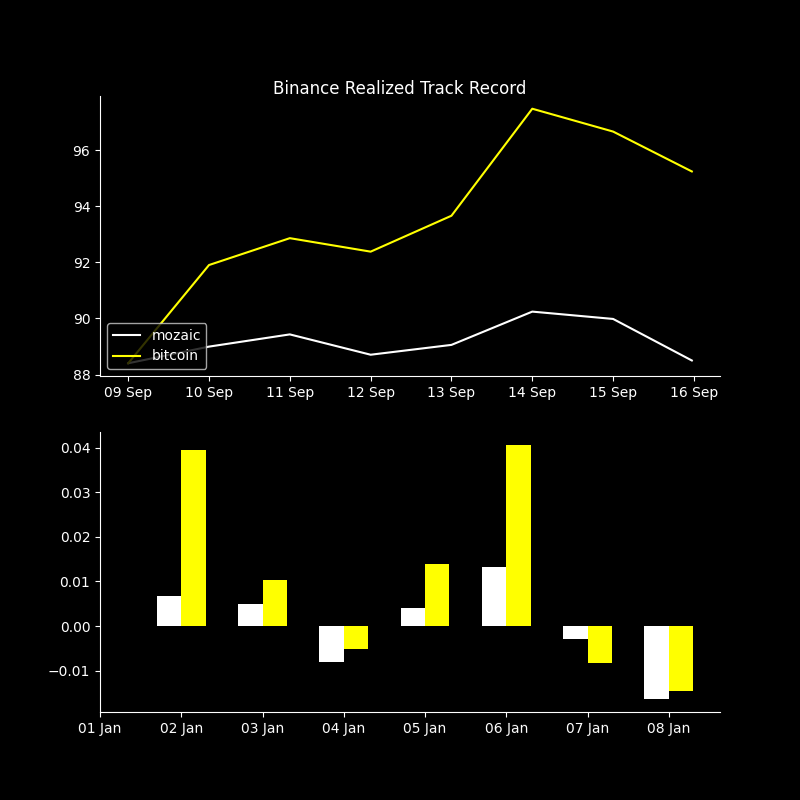 Binance Realized Track Record
96
94
92
90
88
mozaic
bitcoin
09 Sep 10 Sep 11 Sep 12 Sep 13 Sep 14 Sep 15 Sep 16 Sep
0.04
0.03
0.02
0.01
0.00
−0.01
01 Jan 02 Jan 03 Jan 04 Jan 05 Jan 06 Jan 07 Jan 08 Jan